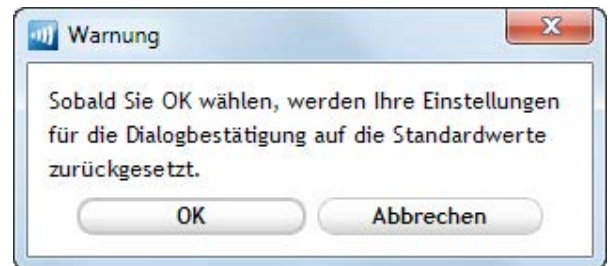 Warnung
Sobald Sie OK wählen, werden Ihre Einstellungen
für die Dialogbestätigung auf die Standardwerte
zurückgesetzt.
OK Abbrechen